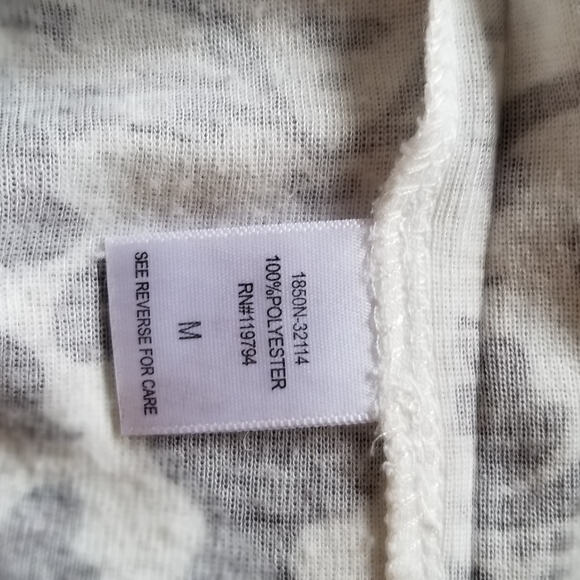 1850N-32114
100%POLYESTER
RN#119794
M
SEE REVERSE FOR CARE